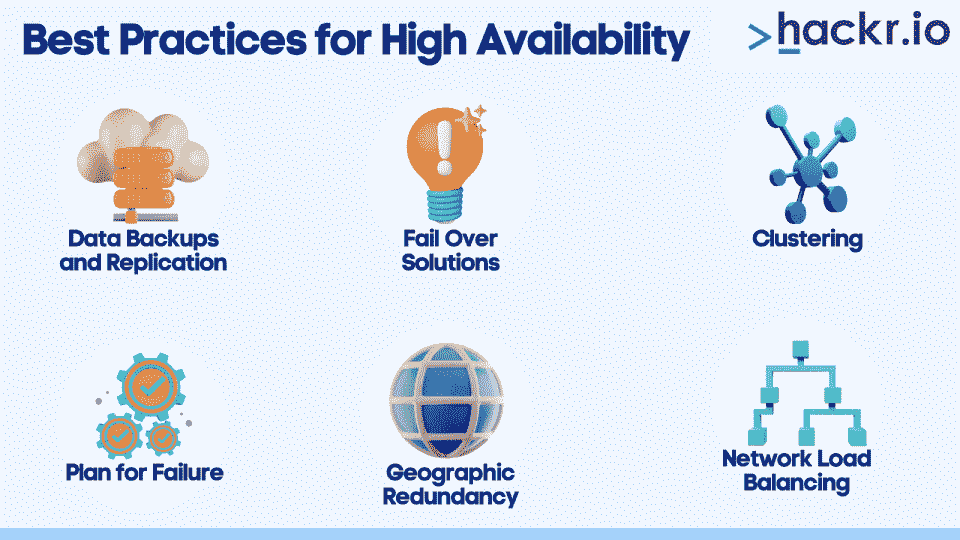 Best Practices for High Availability
>hackr.io
Data Backups
and Replication
Fail Over
Solutions
Clustering
Plan for Failure
Geographic
Redundancy
Network Load
Balancing